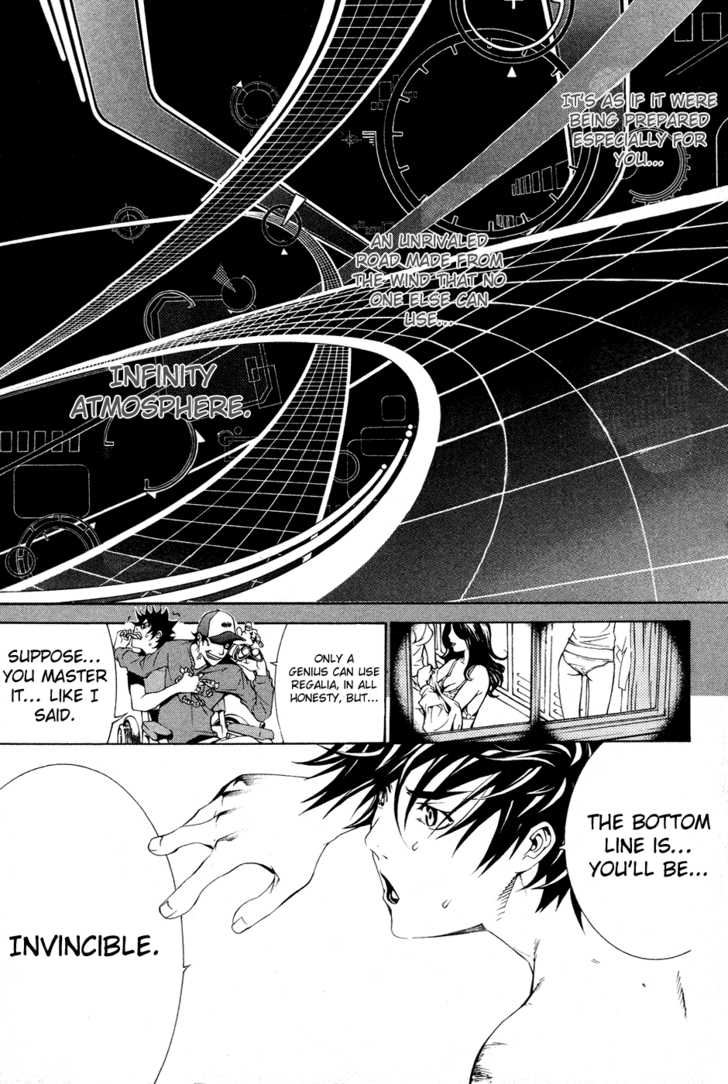 IT'S AS IF IT WERE
BEING PREPARED
ESPECIALLY FOR
YOU...
AN UNRIVALED
ROAD MADE FROM
THE WIND THAT NO
ONE ELSE CAN
USE...
INFINITY
ATMOSPHERE.
ONLY A
GENIUS CAN USE
REGALIA, IN ALL
HONESTY, BUT...
SUPPOSE...
YOU MASTER
IT... LIKE I
SAID.
THE BOTTOM
LINE IS...
YOU'LL BE...
INVINCIBLE.